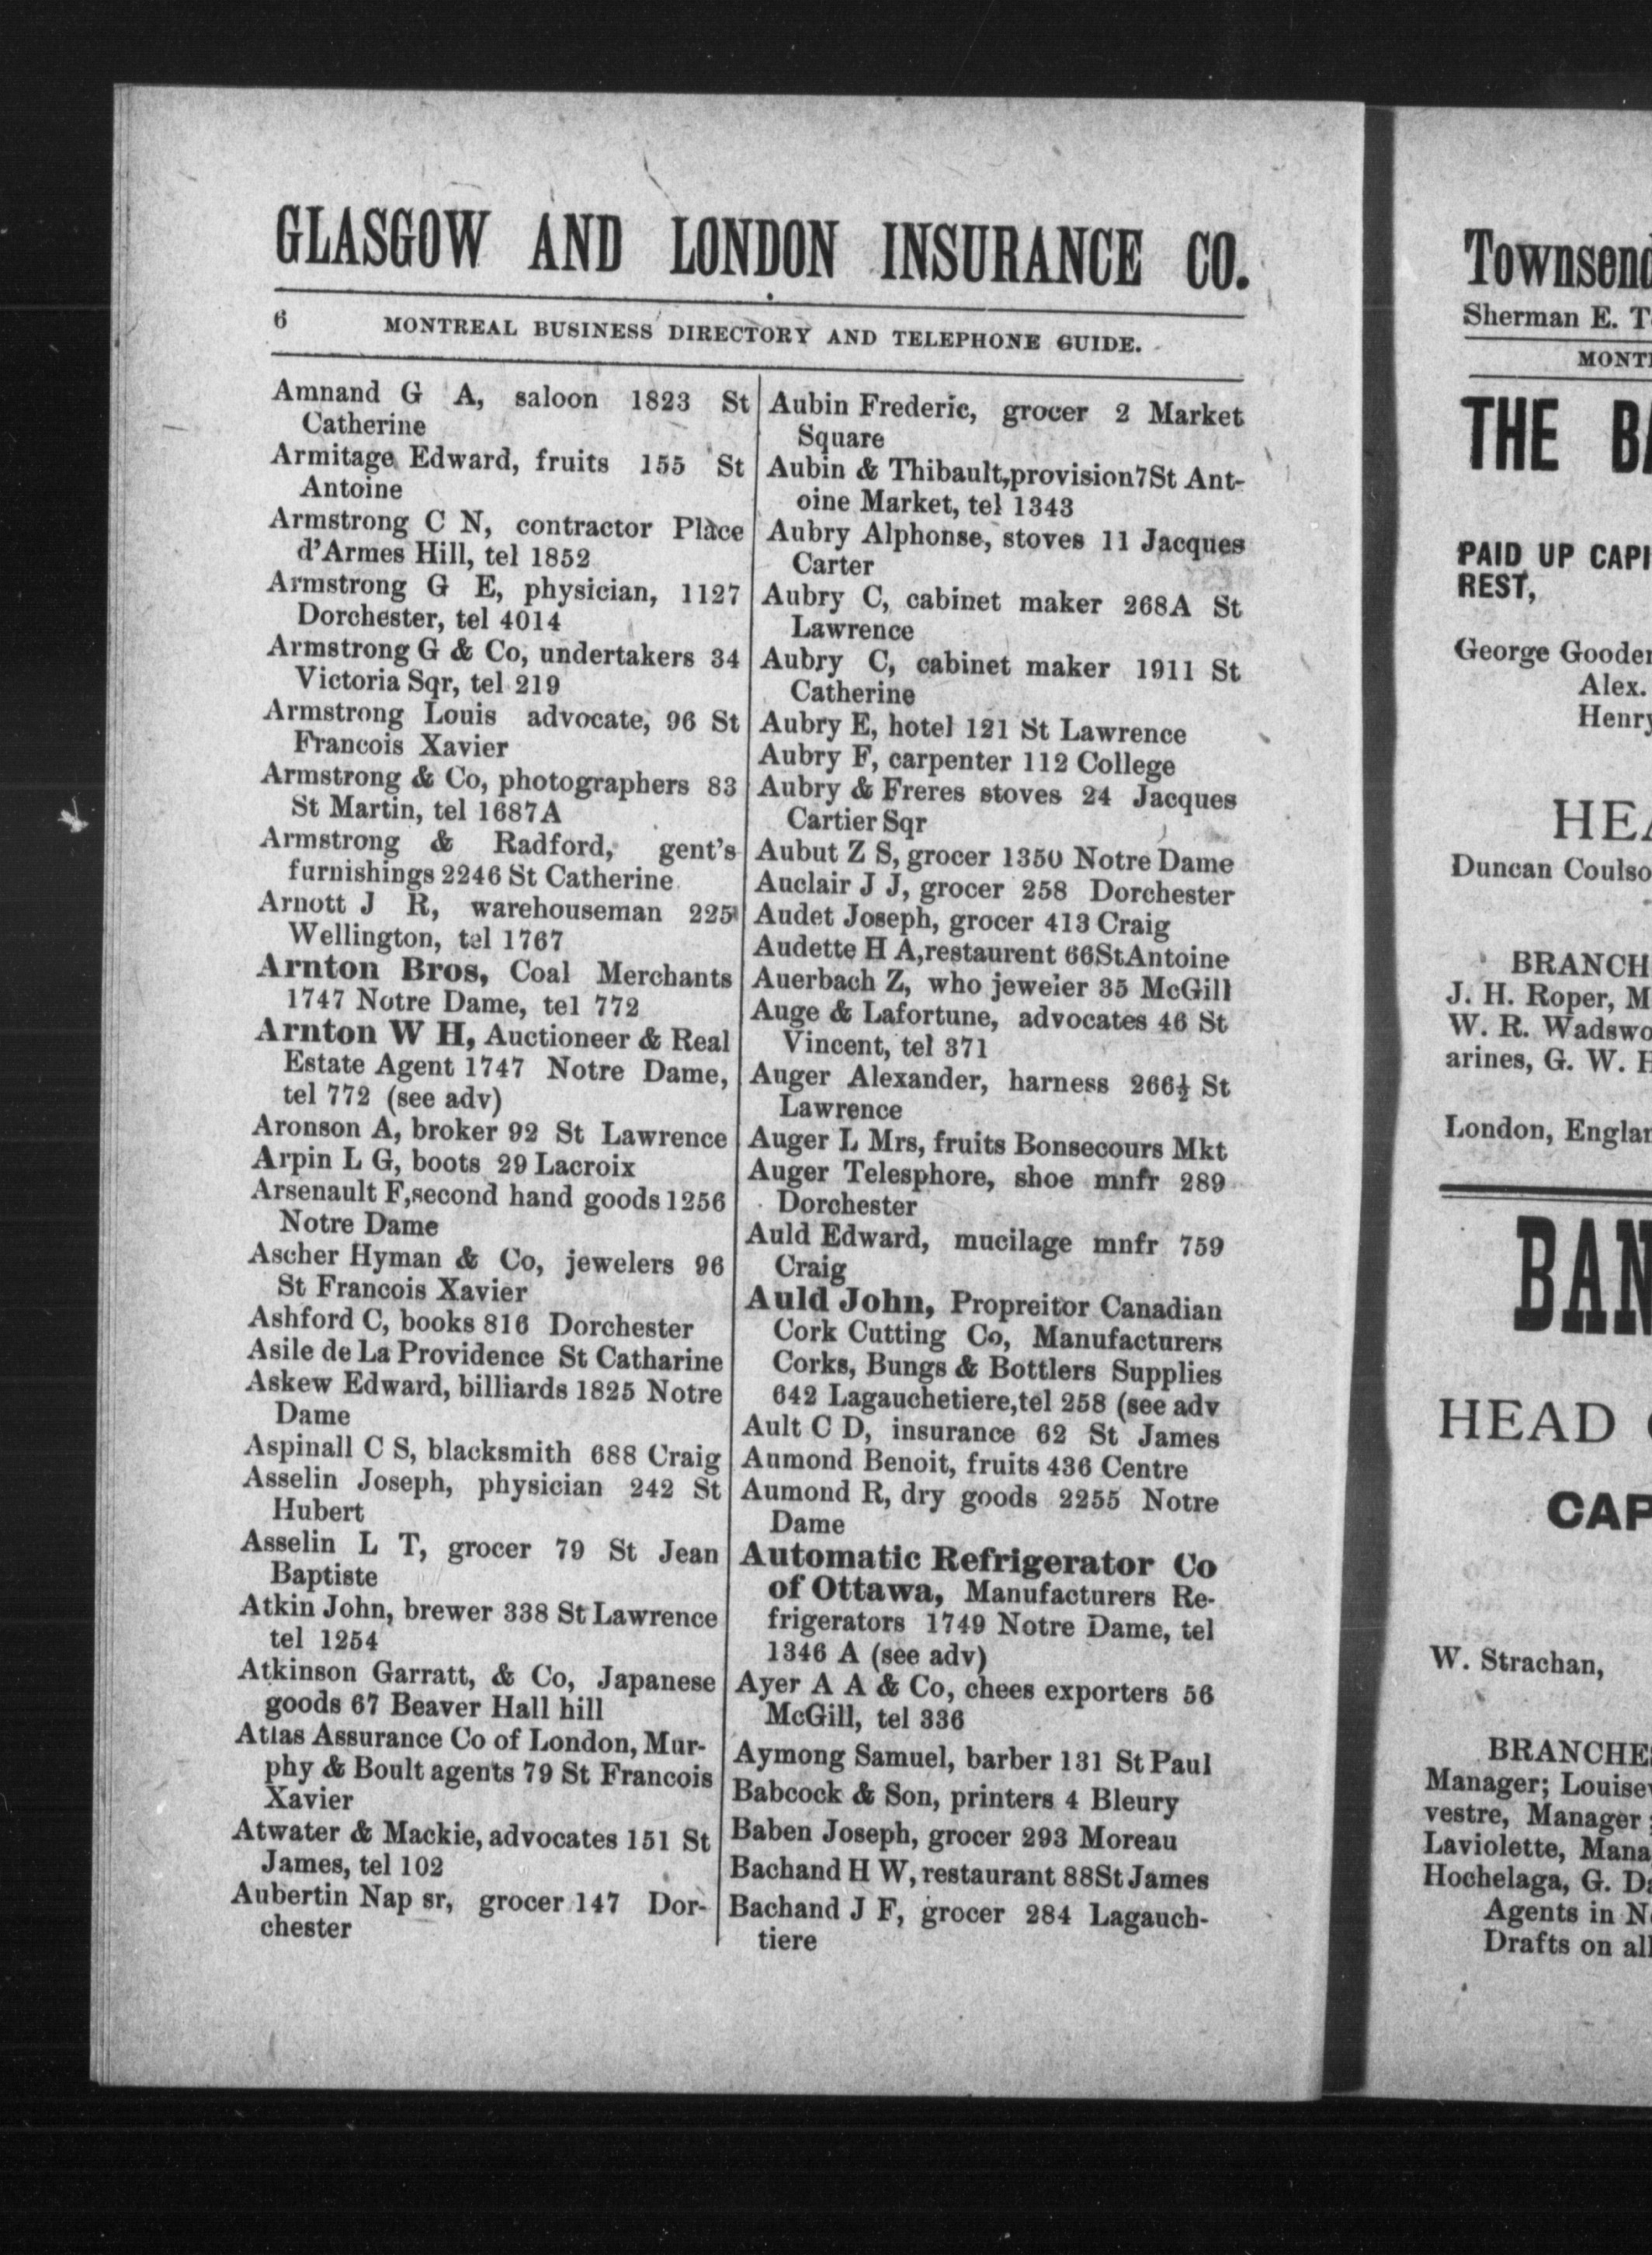 GLASGOW AND LONDON INSURANCE CO.
6 MONTREAL BUSINESS DIRECTORY AND TELEPHONE GUIDE.
Amnand G A, saloon 1823 St
Catherine
Armitage Edward, fruits 155 St
Antoine
Armstrong C N, contractor Place
d'Armes Hill, tel 1852
Armstrong G E, physician, 1127
Dorchester, tel 4014
Armstrong G & Co, undertakers 34
Victoria Sqr, tel 219
Armstrong Louis advocate, 96 St
Francois Xavier
Armstrong & Co, photographers 83
St Martin, tel 1687A
Armstrong & Radford, gent's
furnishings 2246 St Catherine
Arnott J R, warehouseman 225
Wellington, tel 1767
Arnton Bros, Coal Merchants
1747 Notre Dame, tel 772
Arnton W H, Auctioneer & Real
Estate Agent 1747 Notre Dame,
tel 772 (see adv)
Aronson A, broker 92 St Lawrence
Arpin L G, boots 29 Lacroix
Arsenault F,second hand goods 1256
Notre Dame
Ascher Hyman & Co, jewelers 96
St Francois Xavier
Ashford C, books 816 Dorchester
Asile de La Providence St Catharine
Askew Edward, billiards 1825 Notre
Dame
Aspinall C S, blacksmith 688 Craig
Asselin Joseph, physician 242 St
Hubert
Asselin L T, grocer 79 St Jean
Baptiste
Atkin John, brewer 338 St Lawrence
tel 1254
Atkinson Garratt, & Co, Japanese
goods 67 Beaver Hall hill
Atlas Assurance Co of London, Mur-
phy & Boult agents 79 St Francois
Xavier
Atwater & Mackie, advocates 151 St
James, tel 102
Aubertin Nap sr, grocer 147 Dor-
chester
Aubin Frederic, grocer 2 Market
Square
Aubin & Thibault,provision7St Ant-
oine Market, tel 1343
Aubry Alphonse, stoves 11 Jacques
Carter
Aubry C, cabinet maker 268A St
Lawrence
Aubry C, cabinet maker 1911 St
Catherine
Aubry E, hotel 121 St Lawrence
Aubry F, carpenter 112 College
Aubry & Freres stoves 24 Jacques
Cartier Sqr
Aubut Z S, grocer 1350 Notre Dame
Auclair J J, grocer 258 Dorchester
Audet Joseph, grocer 413 Craig
Audette H A,restaurent 66StAntoine
Auerbach Z, who jeweier 35 McGill
Auge & Lafortune, advocates 46 St
Vincent, tel 371
Auger Alexander, harness 266½ St
Lawrence
Auger L Mrs, fruits Bonsecours Mkt
Auger Telesphore, shoe mnfr 289
Dorchester
Auld Edward, mucilage mnfr 759
Craig
Auld John, Propreitor Canadian
Cork Cutting Co, Manufacturers
Corks, Bungs & Bottlers Supplies
642 Lagauchetiere,tel 258 (see adv
Ault C D, insurance 62 St James
Aumond Benoit, fruits 436 Centre
Aumond R, dry goods 2255 Notre
Dame
Automatic Refrigerator Co
of Ottawa, Manufacturers Re-
frigerators 1749 Notre Dame, tel
1346 A (see adv)
Ayer A A & Co, chees exporters 56
McGill, tel 336
Aymong Samuel, barber 131 St Paul
Babcock & Son, printers 4 Bleury
Baben Joseph, grocer 293 Moreau
Bachand H W, restaurant 88St James
Bachand J F, grocer 284 Lagauch-
tiere
Townsend
Sherman E. T
MONT
THE BA
PAID UP CAPI
REST,
George Gooder
Alex.
Henry
HEA
Duncan Coulso
BRANCH
J. H. Roper, M
W. R. Wadswo
arines, G. W. H
London, Englan
BAN
HEAD
CAP
W. Strachan,
BRANCHES
Manager; Louisev
vestre, Manager ;
Laviolette, Mana
Hochelaga, G. Da
Agents in N
Drafts on all